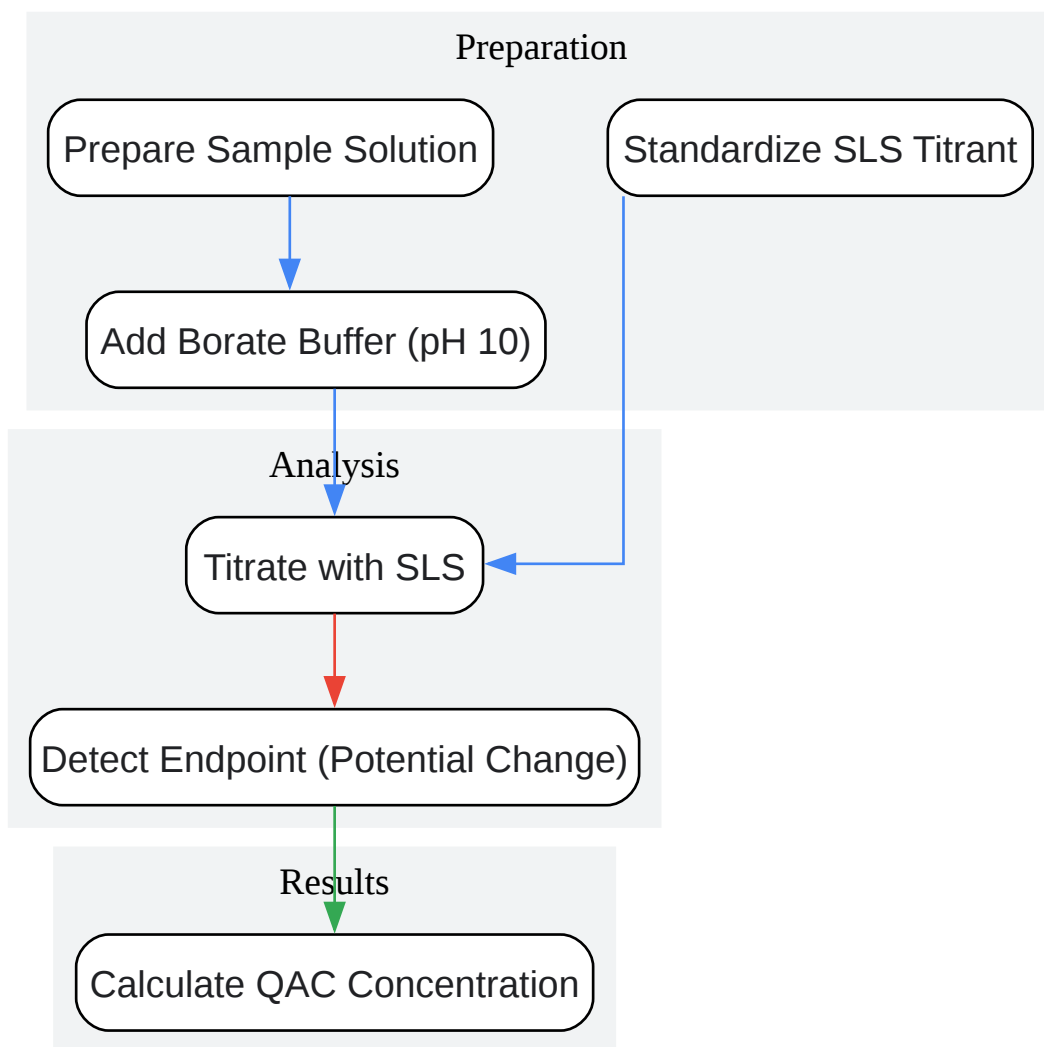 Preparation
Prepare Sample Solution
Standardize SLS Titrant
Add Borate Buffer (pH 10)
Analysis
Titrate with SLS
Detect Endpoint (Potential Change)
Results
Calculate QAC Concentration